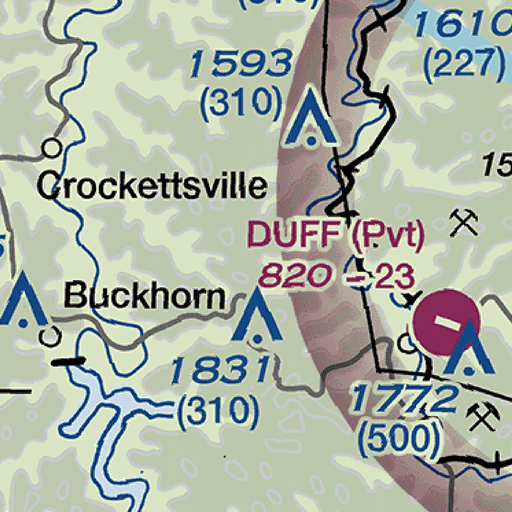 1610
(227)
1593
(310)
15
Crockettsville
DUFF (Pvt)
820 - 23
Buckhorn
1831
(310)
1772
(500)